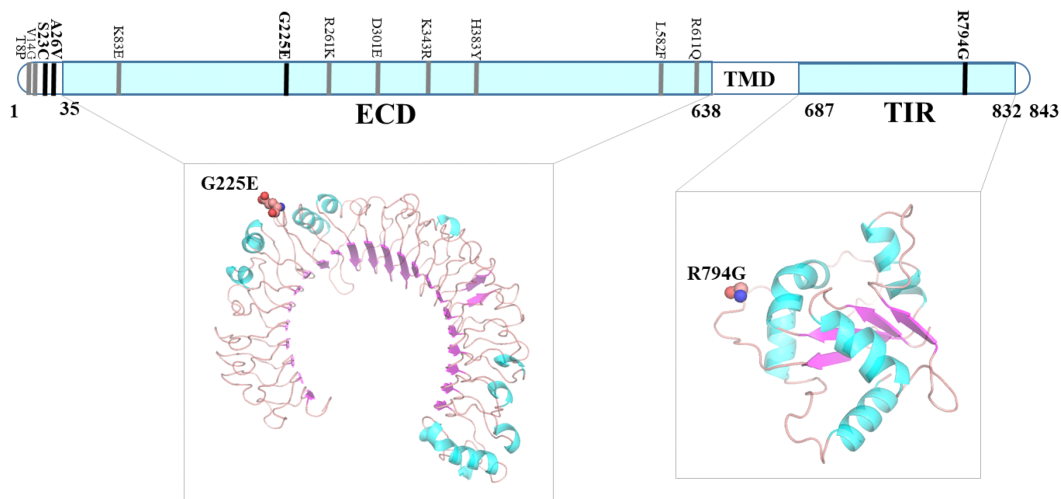 T8P
V14G
S23C
A26V
K83E
G225E
R261K
D301E
K343R
H383Y
L582F
R611Q
R794G
TMD
1
35
ECD
638
687
TIR
832
843
G225E
R794G